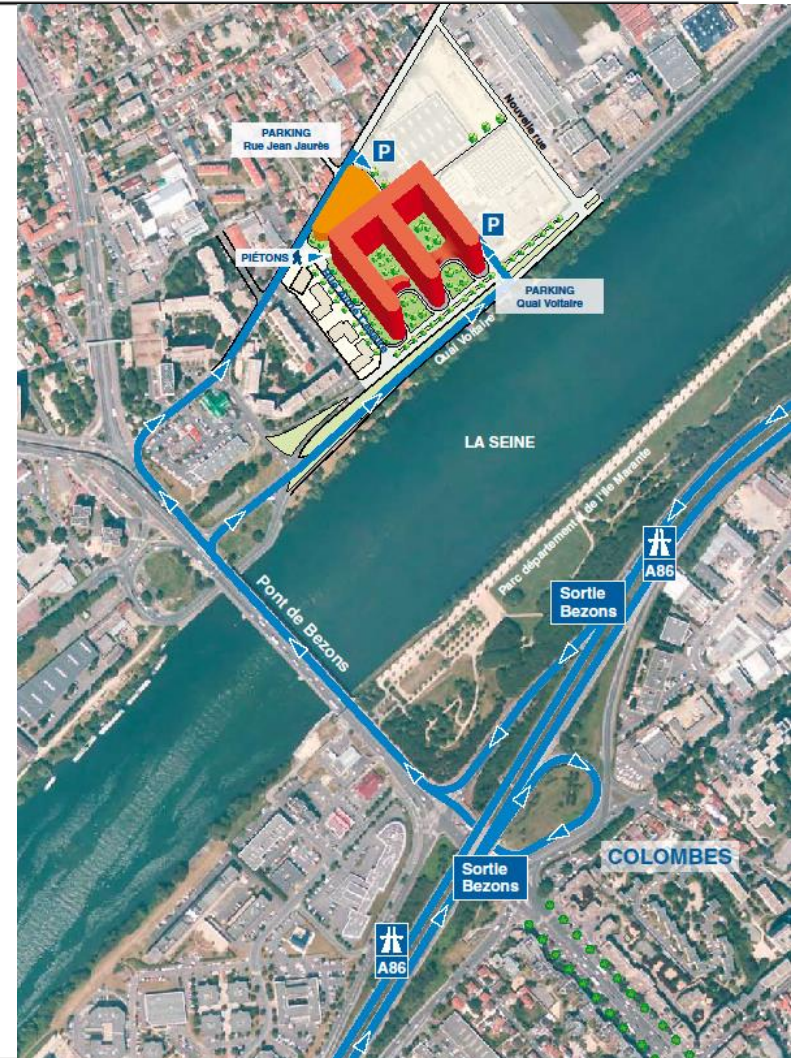 Nouvelle rue
PARKING
Rue Jean Jaurès
P
P
PIÉTONS
PARKING
Quai Voltaire
Quai Voltaire
LA SEINE
Parc départemental de l'Ile Marante
A86
Sortie
Bezons
Pont de Bezons
COLOMBES
Sortie
Bezons
A86